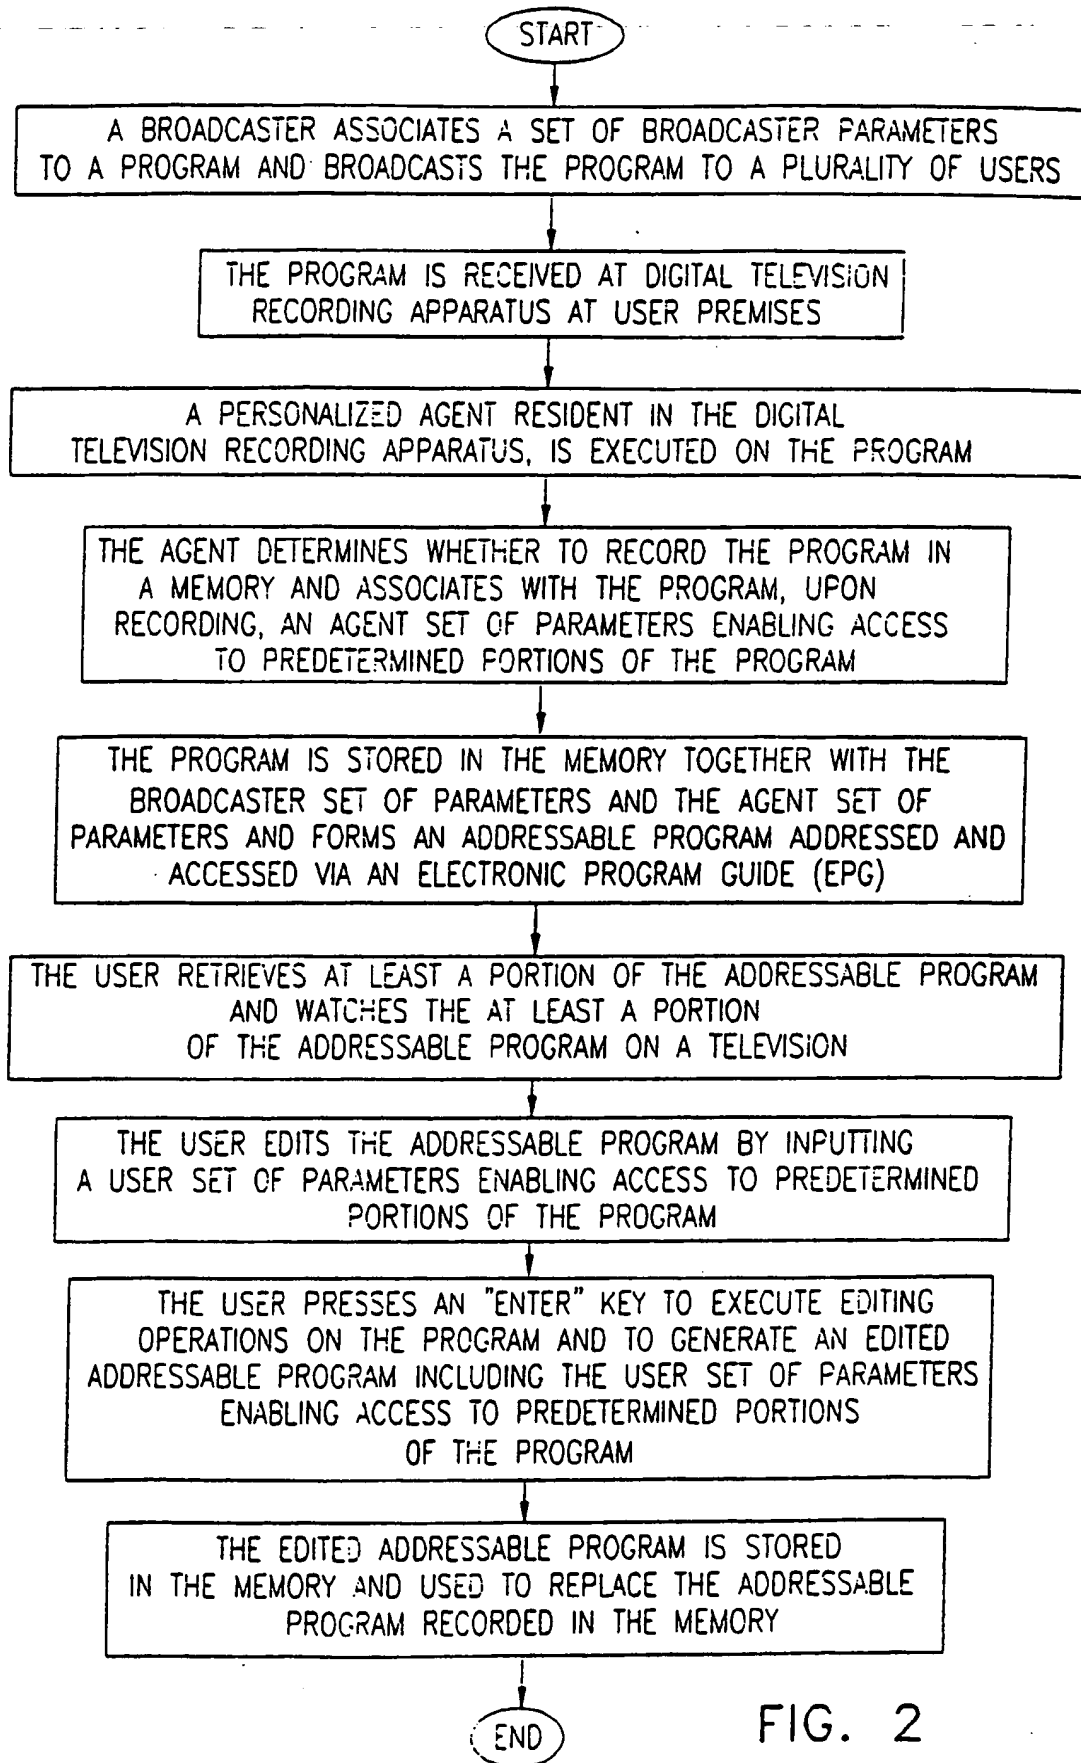 START
A BROADCASTER ASSOCIATES A SET OF BROADCASTER PARAMETERS
TO A PROGRAM AND BROADCASTS THE PROGRAM TO A PLURALITY OF USERS
THE PROGRAM IS RECEIVED AT DIGITAL TELEVISION
RECORDING APPARATUS AT USER PREMISES
A PERSONALIZED AGENT RESIDENT IN THE DIGITAL
TELEVISION RECORDING APPARATUS, IS EXECUTED ON THE PROGRAM
THE AGENT DETERMINES WHETHER TO RECORD THE PROGRAM IN
A MEMORY AND ASSOCIATES WITH THE PROGRAM, UPON
RECORDING, AN AGENT SET OF PARAMETERS ENABLING ACCESS
TO PREDETERMINED PORTIONS OF THE PROGRAM
THE PROGRAM IS STORED IN THE MEMORY TOGETHER WITH THE
BROADCASTER SET OF PARAMETERS AND THE AGENT SET OF
PARAMETERS AND FORMS AN ADDRESSABLE PROGRAM ADDRESSED AND
ACCESSED VIA AN ELECTRONIC PROGRAM GUIDE (EPG)
THE USER RETRIEVES AT LEAST A PORTION OF THE ADDRESSABLE PROGRAM
AND WATCHES THE AT LEAST A PORTION
OF THE ADDRESSABLE PROGRAM ON A TELEVISION
THE USER EDITS THE ADDRESSABLE PROGRAM BY INPUTTING
A USER SET OF PARAMETERS ENABLING ACCESS TO PREDETERMINED
PORTIONS OF THE PROGRAM
THE USER PRESSES AN "ENTER" KEY TO EXECUTE EDITING
OPERATIONS ON THE PROGRAM AND TO GENERATE AN EDITED
ADDRESSABLE PROGRAM INCLUDING THE USER SET OF PARAMETERS
ENABLING ACCESS TO PREDETERMINED PORTIONS
OF THE PROGRAM
THE EDITED ADDRESSABLE PROGRAM IS STORED
IN THE MEMORY AND USED TO REPLACE THE ADDRESSABLE
PROGRAM RECORDED IN THE MEMORY
END
FIG. 2